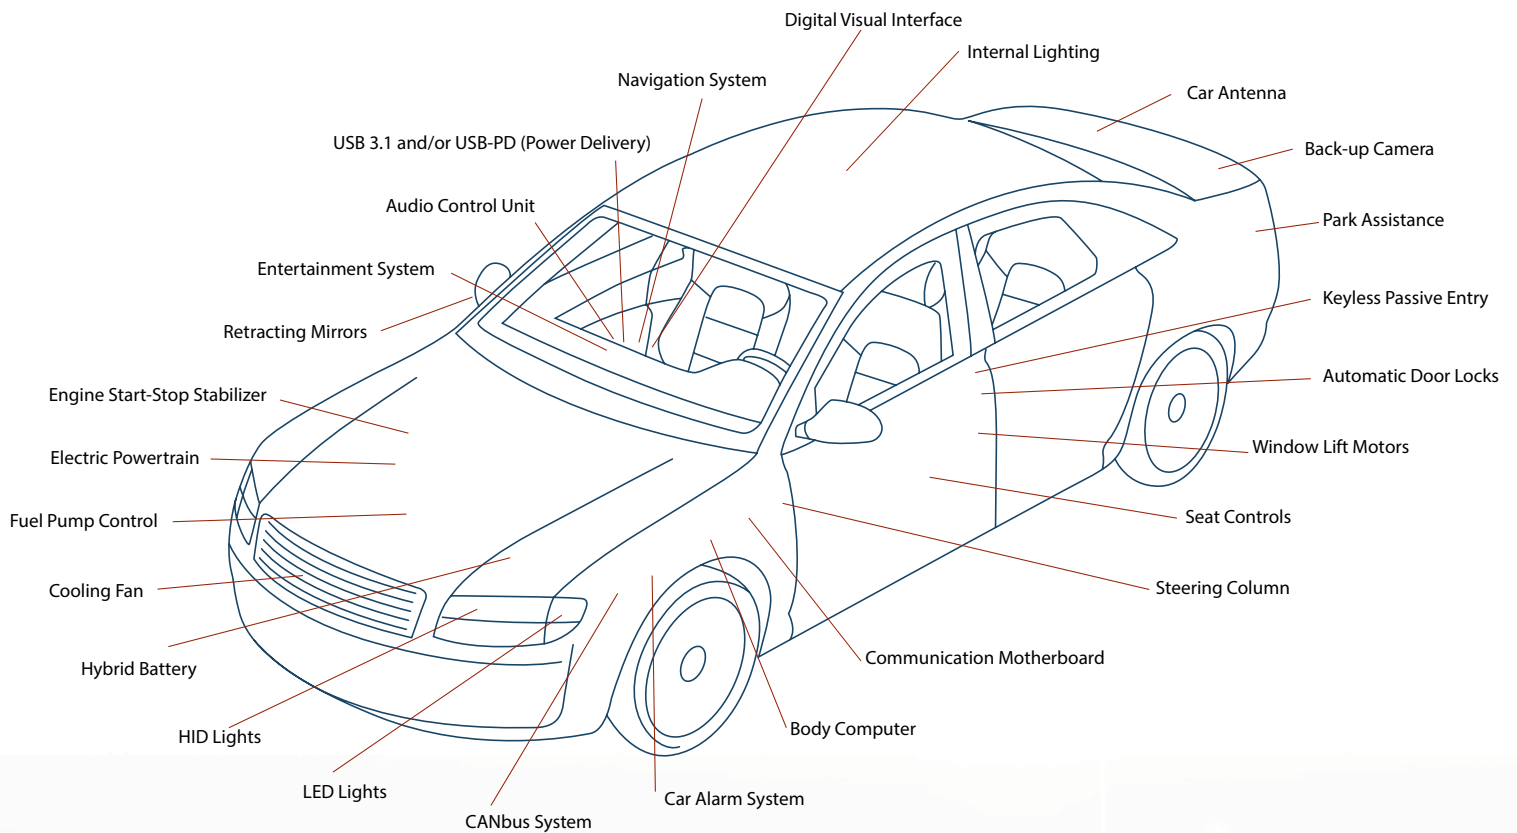 Digital Visual Interface
Internal Lighting
Navigation System
Car Antenna
USB 3.1 and/or USB-PD (Power Delivery)
Back-up Camera
Audio Control Unit
Park Assistance
Entertainment System
Keyless Passive Entry
Retracting Mirrors
Automatic Door Locks
Engine Start-Stop Stabilizer
Window Lift Motors
Electric Powertrain
Seat Controls
Fuel Pump Control
Steering Column
Cooling Fan
Communication Motherboard
Hybrid Battery
Body Computer
HID Lights
LED Lights
Car Alarm System
CANbus System